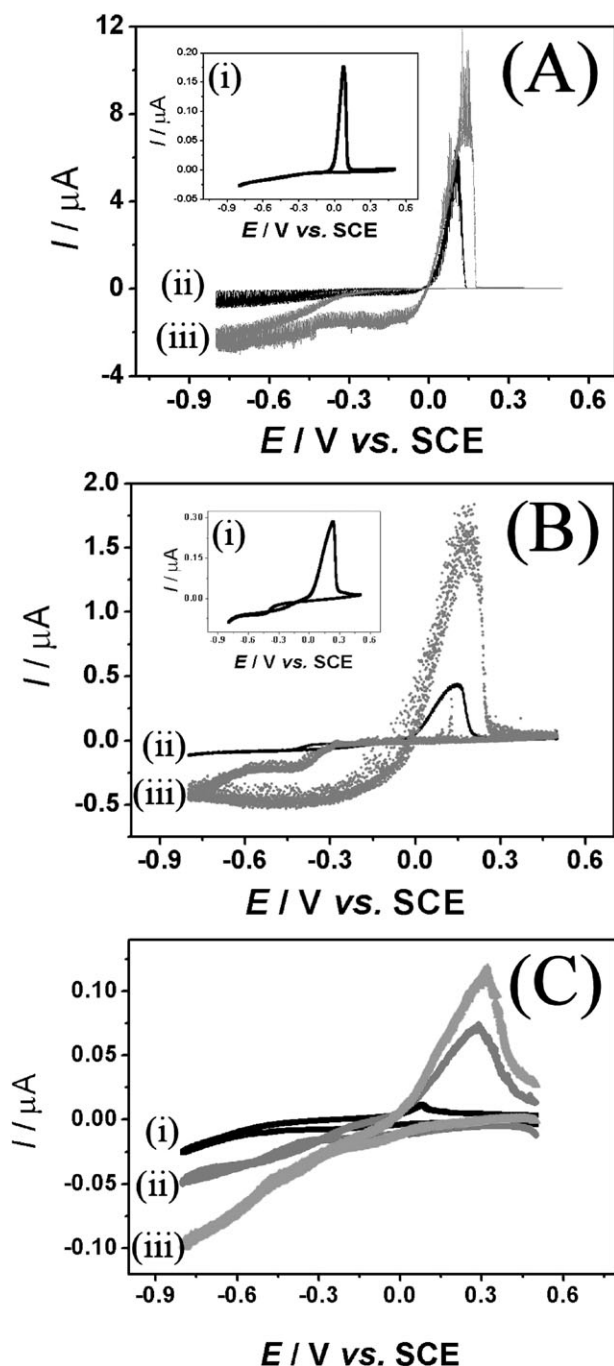 (A)
12
8
4
0
-4
I / μA
(i)
0.20
0.15
0.10
0.05
0.00
-0.05
I / μA
-0.9 -0.6 -0.3 0.0 0.3 0.6
E / V vs. SCE
(ii)
(iii)
-0.9 -0.6 -0.3 0.0 0.3
E / V vs. SCE
(B)
2.0
1.5
1.0
0.5
0.0
-0.5
I / μA
(i)
0.30
0.15
0.00
I / μA
-0.9 -0.6 -0.3 0.0 0.3 0.6
E / V vs. SCE
(ii)
(iii)
-0.9 -0.6 -0.3 0.0 0.3 0.6
E / V vs. SCE
(C)
0.10
0.05
0.00
-0.05
-0.10
I / μA
(i)
(ii)
(iii)
-0.9 -0.6 -0.3 0.0 0.3 0.6
E / V vs. SCE